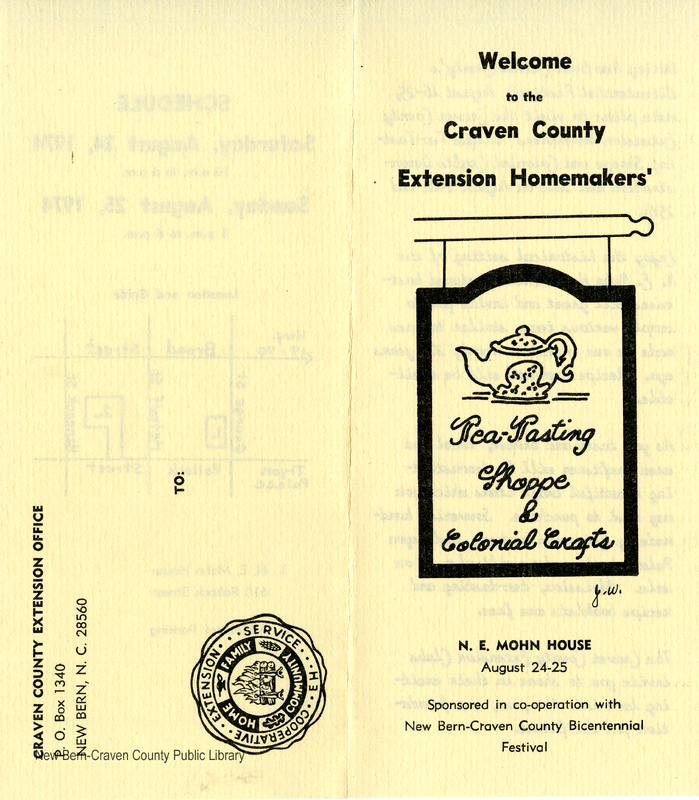 Welcome
to the
Craven County
Extension Homemakers'
Tea-Tasting
Shoppe
&
Colonial Crafts
J.W.
N. E. MOHN HOUSE
August 24-25
Sponsored in co-operation with
New Bern-Craven County Bicentennial
Festival
TO:
CRAVEN COUNTY EXTENSION OFFICE
P. O. Box 1340
NEW BERN, N. C. 28560
COOPERATIVE EXTENSION SERVICE EH
HOME FAMILY COMMUNITY
New Bern-Craven County Public Library